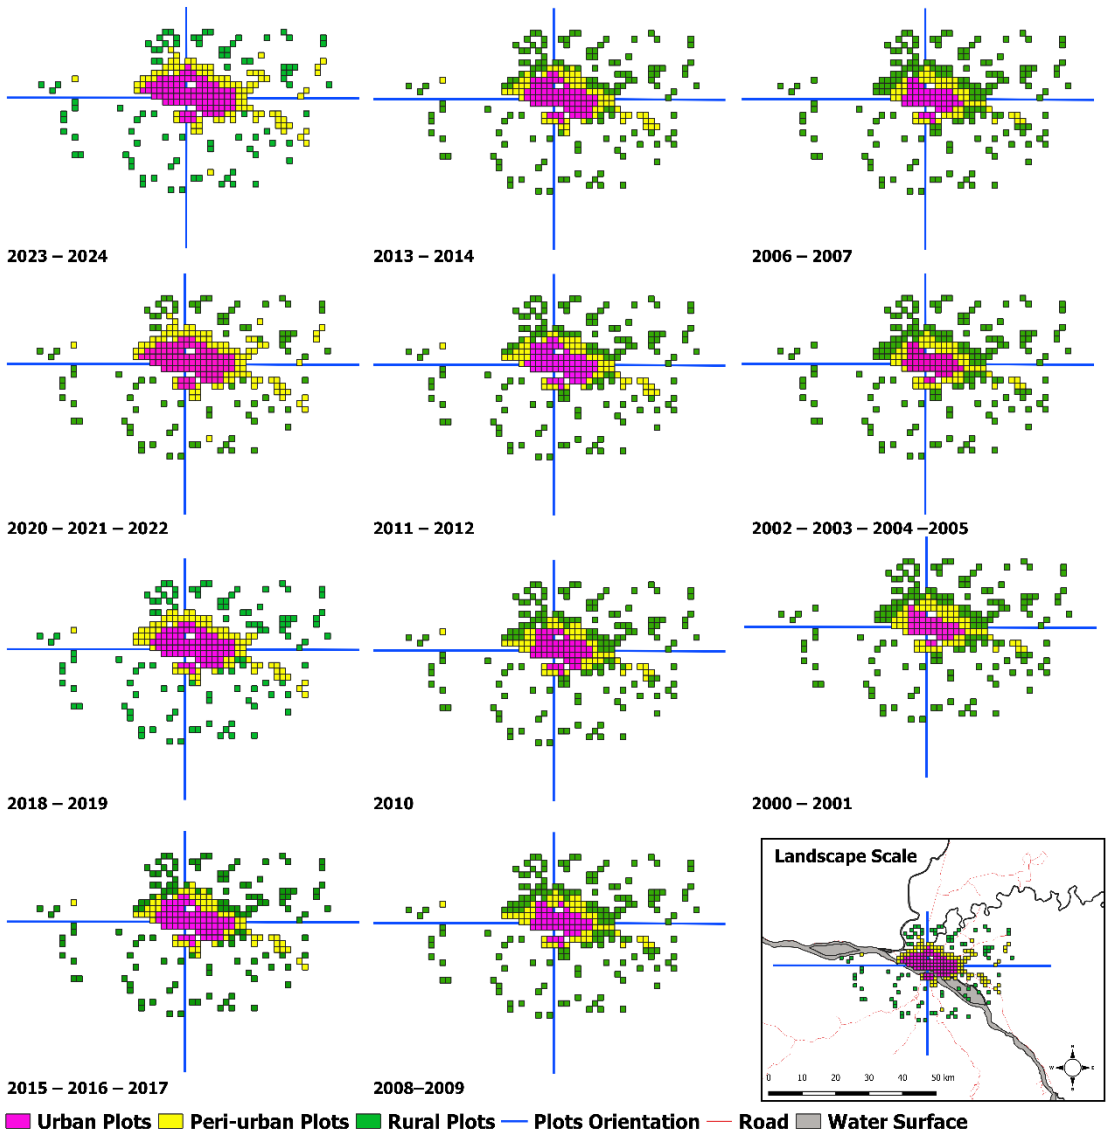 2023 – 2024
2013 – 2014
2006 – 2007
2020 – 2021 – 2022
2011 – 2012
2002 – 2003 – 2004 –2005
2018 – 2019
2010
2000 – 2001
2015 – 2016 – 2017
2008–2009
Landscape Scale
N
W E
S
0 10 20 30 40 50 km
Urban Plots Peri-urban Plots Rural Plots Plots Orientation Road Water Surface